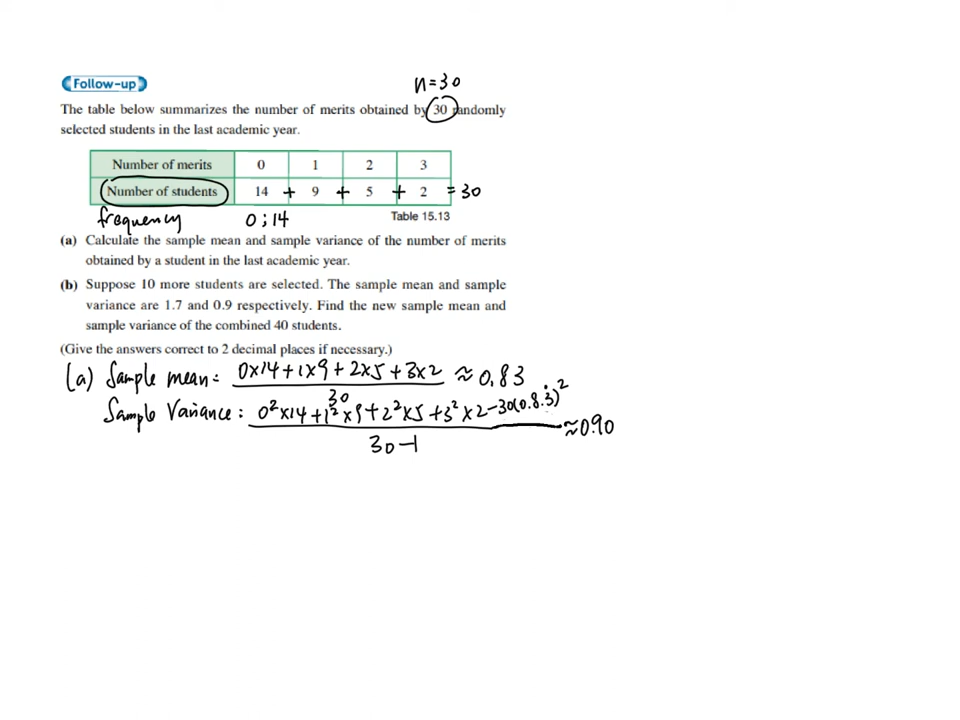 Follow-up
n=30
The table below summarizes the number of merits obtained by 30 randomly
selected students in the last academic year.
Number of merits 0 1 2 3
Number of students 14 + 9 + 5 + 2 = 30
frequency 0 ; 14 Table 15.13
(a) Calculate the sample mean and sample variance of the number of merits
obtained by a student in the last academic year.
(b) Suppose 10 more students are selected. The sample mean and sample
variance are 1.7 and 0.9 respectively. Find the new sample mean and
sample variance of the combined 40 students.
(Give the answers correct to 2 decimal places if necessary.)
(a) Sample mean: 0×14+1×9+2×5+3×2 ≈ 0.83
30
Sample Variance: 0²×14+1²×9+2²×5+3²×2-30(0.8.3̇)² ≈0.90
30-1